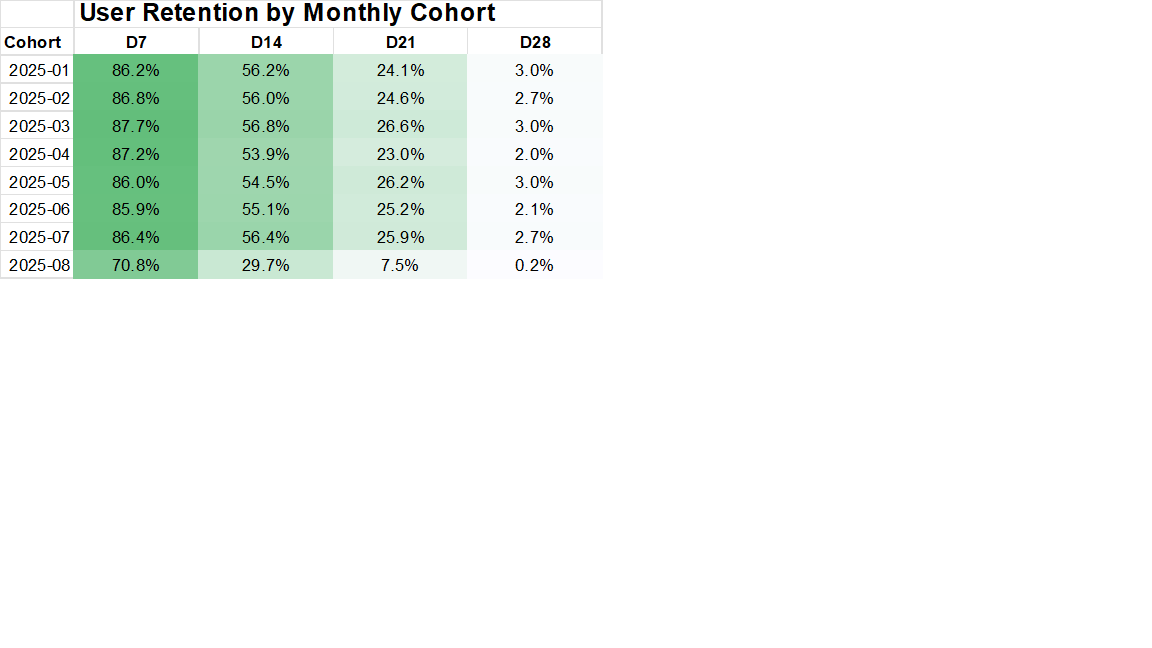 User Retention by Monthly Cohort
Cohort D7 D14 D21 D28
2025-01 86.2% 56.2% 24.1% 3.0%
2025-02 86.8% 56.0% 24.6% 2.7%
2025-03 87.7% 56.8% 26.6% 3.0%
2025-04 87.2% 53.9% 23.0% 2.0%
2025-05 86.0% 54.5% 26.2% 3.0%
2025-06 85.9% 55.1% 25.2% 2.1%
2025-07 86.4% 56.4% 25.9% 2.7%
2025-08 70.8% 29.7% 7.5% 0.2%